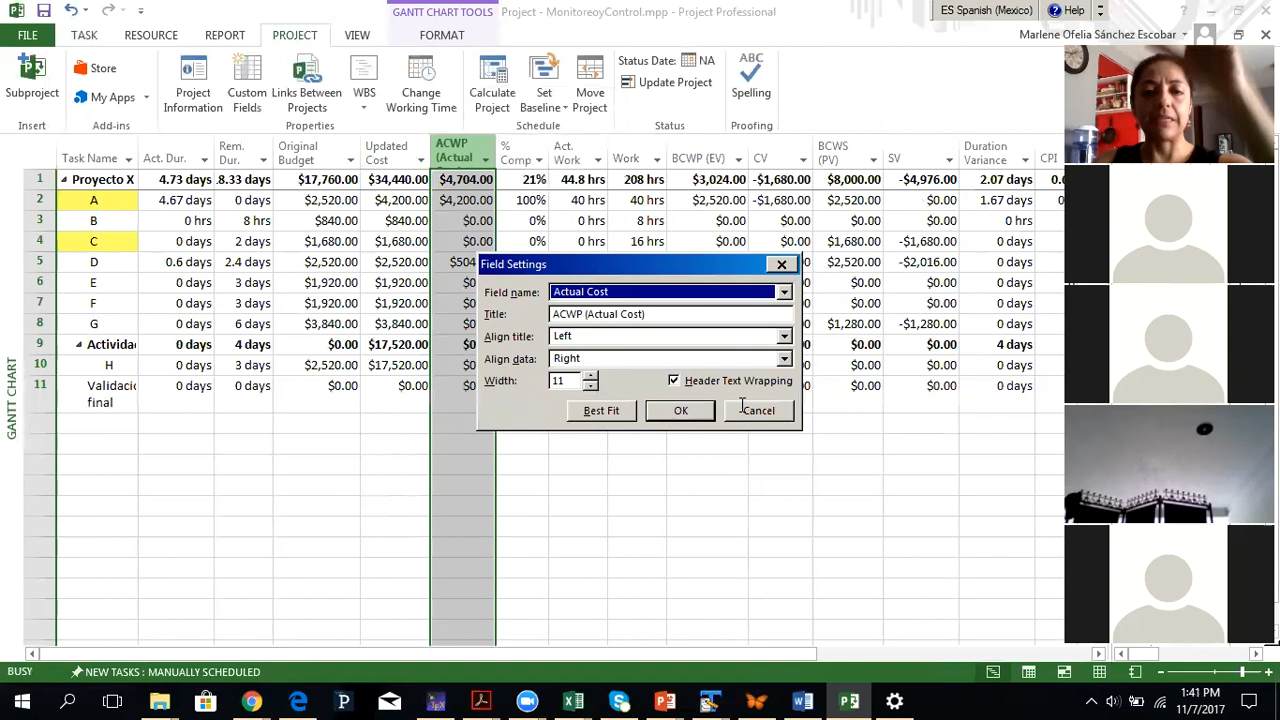 GANTT CHART TOOLS
Project - MonitoreoyControl.mpp - Project Professional
ES Spanish (Mexico)
Help
FILE TASK RESOURCE REPORT PROJECT VIEW FORMAT
Marlene Ofelia Sánchez Escobar
Subproject
Store
My Apps
Project Information
Custom Fields
Links Between Projects
WBS
Change Working Time
Calculate Project
Set Baseline
Move Project
Status Date: NA
Update Project
ABC
Spelling
Insert Add-ins Properties Schedule Status Proofing
Task Name Act. Dur. Rem. Dur. Original Budget Updated Cost ACWP (Actual % Comp Act. Work Work BCWP (EV) CV BCWS (PV) SV Duration Variance CPI
1 Proyecto X 4.73 days .8.33 days $17,760.00 $34,440.00 $4,704.00 21% 44.8 hrs 208 hrs $3,024.00 -$1,680.00 $8,000.00 -$4,976.00 2.07 days 0.
2 A 4.67 days 0 days $2,520.00 $4,200.00 $4,200.00 100% 40 hrs 40 hrs $2,520.00 -$1,680.00 $2,520.00 $0.00 1.67 days 0
3 B 0 hrs 8 hrs $840.00 $840.00 $0.00 0% 0 hrs 8 hrs $0.00 $0.00 $0.00 $0.00 0 hrs
4 C 0 days 2 days $1,680.00 $1,680.00 $0.00 0% 0 hrs 16 hrs $0.00 $0.00 $1,680.00 -$1,680.00 0 days
5 D 0.6 days 2.4 days $2,520.00 $2,520.00 $504 $2,520.00 -$2,016.00 0 days
6 E 0 days 3 days $1,920.00 $1,920.00 $0 $0.00 $0.00 0 days
7 F 0 days 3 days $1,920.00 $1,920.00 $0 $0.00 $0.00 0 days
8 G 0 days 6 days $3,840.00 $3,840.00 $0 $1,280.00 -$1,280.00 0 days
9 Actividad 0 days 4 days $0.00 $17,520.00 $0 $0.00 $0.00 4 days
10 H 0 days 3 days $2,520.00 $17,520.00 $0 $0.00 $0.00 0 days
11 Validacio final 0 days 0 days $0.00 $0.00 $0 $0.00 $0.00 0 days
Field Settings
Field name: Actual Cost
Title: ACWP (Actual Cost)
Align title: Left
Align data: Right
Width: 11 Header Text Wrapping
Best Fit OK Cancel
GANTT CHART
BUSY NEW TASKS : MANUALLY SCHEDULED
1:41 PM
11/7/2017